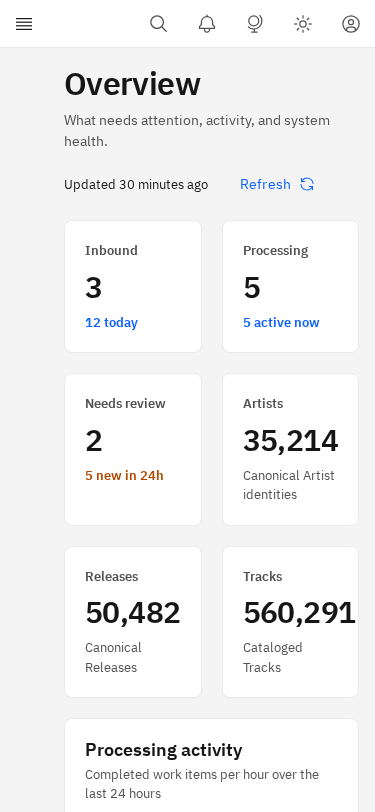 Overview
What needs attention, activity, and system
health.
Updated 30 minutes ago
Refresh
Inbound
3
12 today
Processing
5
5 active now
Needs review
2
5 new in 24h
Artists
35,214
Canonical Artist
identities
Releases
50,482
Canonical
Releases
Tracks
560,291
Cataloged
Tracks
Processing activity
Completed work items per hour over the
last 24 hours